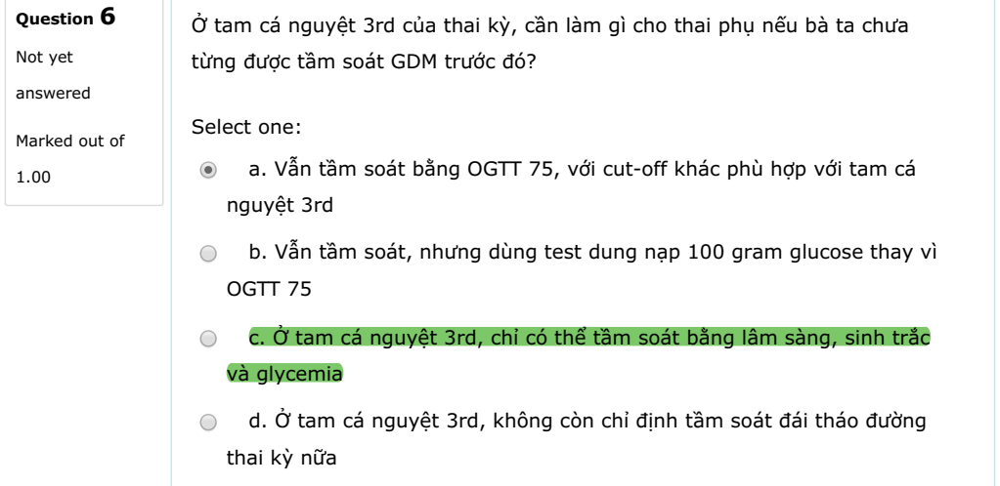 Question 6
Not yet
answered
Marked out of
1.00
Ở tam cá nguyệt 3rd của thai kỳ, cần làm gì cho thai phụ nếu bà ta chưa
từng được tầm soát GDM trước đó?
Select one:
a. Vẫn tầm soát bằng OGTT 75, với cut-off khác phù hợp với tam cá
nguyệt 3rd
b. Vẫn tầm soát, nhưng dùng test dung nạp 100 gram glucose thay vì
OGTT 75
c. Ở tam cá nguyệt 3rd, chỉ có thể tầm soát bằng lâm sàng, sinh trắc
và glycemia
d. Ở tam cá nguyệt 3rd, không còn chỉ định tầm soát đái tháo đường
thai kỳ nữa